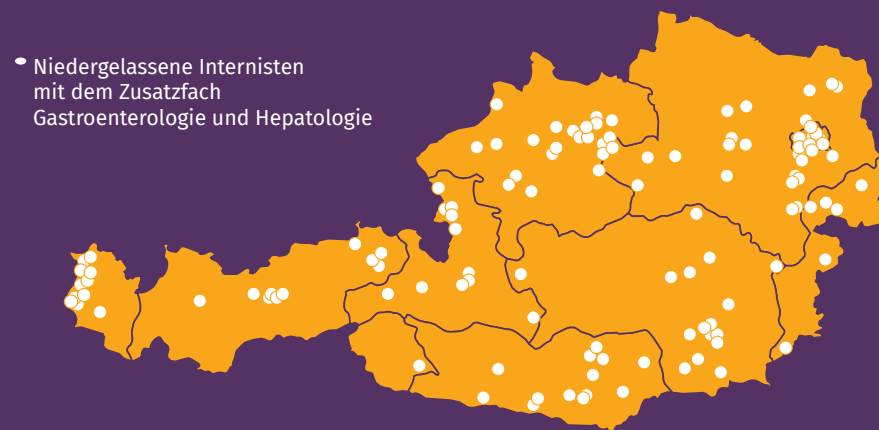 Niedergelassene Internisten
mit dem Zusatzfach
Gastroenterologie und Hepatologie